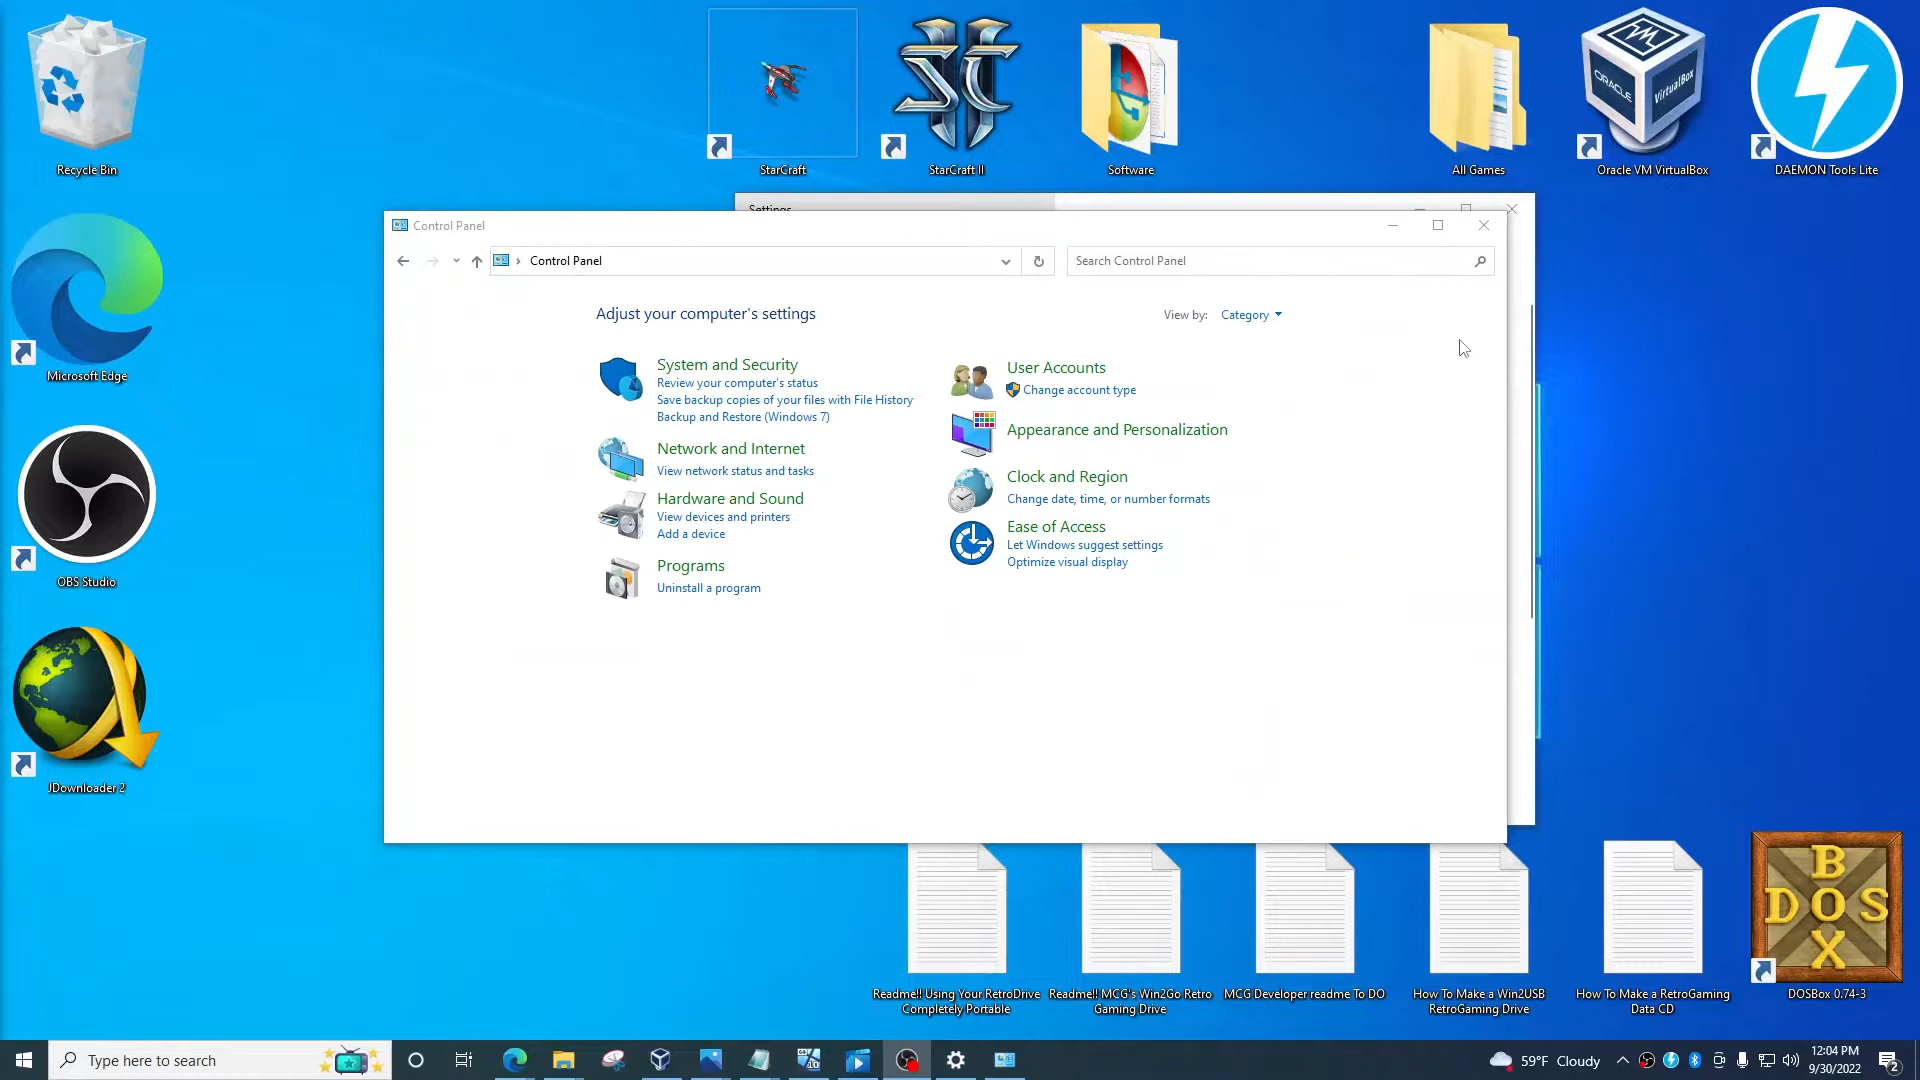 Recycle Bin
StarCraft
StarCraft II
Software
All Games
ORACLE
VirtualBox
Oracle VM VirtualBox
DAEMON Tools Lite
Microsoft Edge
OBS Studio
JDownloader 2
Settings
Control Panel
Control Panel
Search Control Panel
Adjust your computer's settings
View by:
Category
System and Security
Review your computer's status
Save backup copies of your files with File History
Backup and Restore (Windows 7)
Network and Internet
View network status and tasks
Hardware and Sound
View devices and printers
Add a device
Programs
Uninstall a program
User Accounts
Change account type
Appearance and Personalization
Clock and Region
Change date, time, or number formats
Ease of Access
Let Windows suggest settings
Optimize visual display
Readme!! Using Your RetroDrive
Completely Portable
Readme!! MCG's Win2Go Retro
Gaming Drive
MCG Developer readme To DO
How To Make a Win2USB
RetroGaming Drive
How To Make a RetroGaming
Data CD
DOS
BOX
DOSBox 0.74-3
Type here to search
59°F Cloudy
12:04 PM
9/30/2022
2